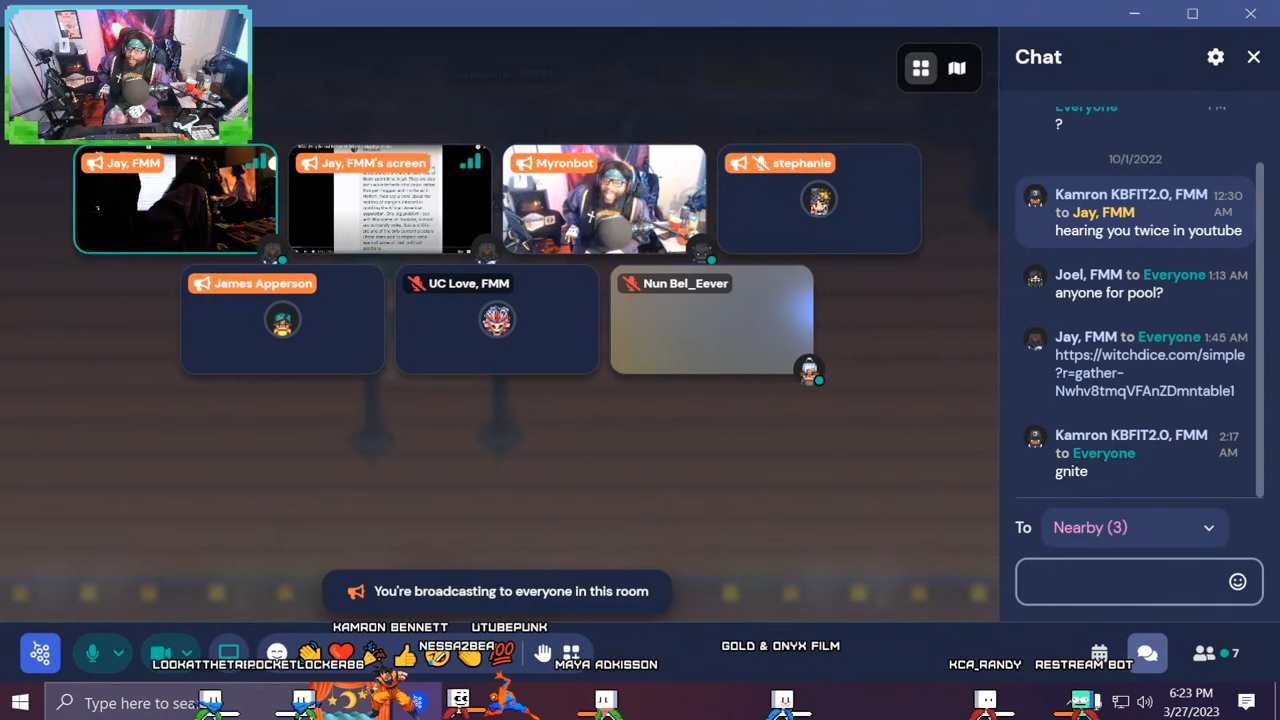 Chat
Everyone
?
10/1/2022
Kamron KBFIT2.0, FMM 12:30
to Jay, FMM AM
hearing you twice in youtube
Joel, FMM to Everyone 1:13 AM
anyone for pool?
Jay, FMM to Everyone 1:45 AM
https://witchdice.com/simple
?r=gather-
Nwhv8tmqVFAnZDmntable1
Kamron KBFIT2.0, FMM 2:17
to Everyone AM
gnite
To Nearby (3)
Jay, FMM
Jay, FMM's screen
Myronbot
stephanie
James Apperson
UC Love, FMM
Nun Bel_Eever
You're broadcasting to everyone in this room
KAMRON BENNETT UTUBEPUNK
NESSA2BEA
GOLD & ONYX FILM
LOOKATTHETRIPOCKETLOCKER86
MAYA ADKISSON
KCA_RANDY RESTREAM BOT
7
Type here to sea
6:23 PM
3/27/2023